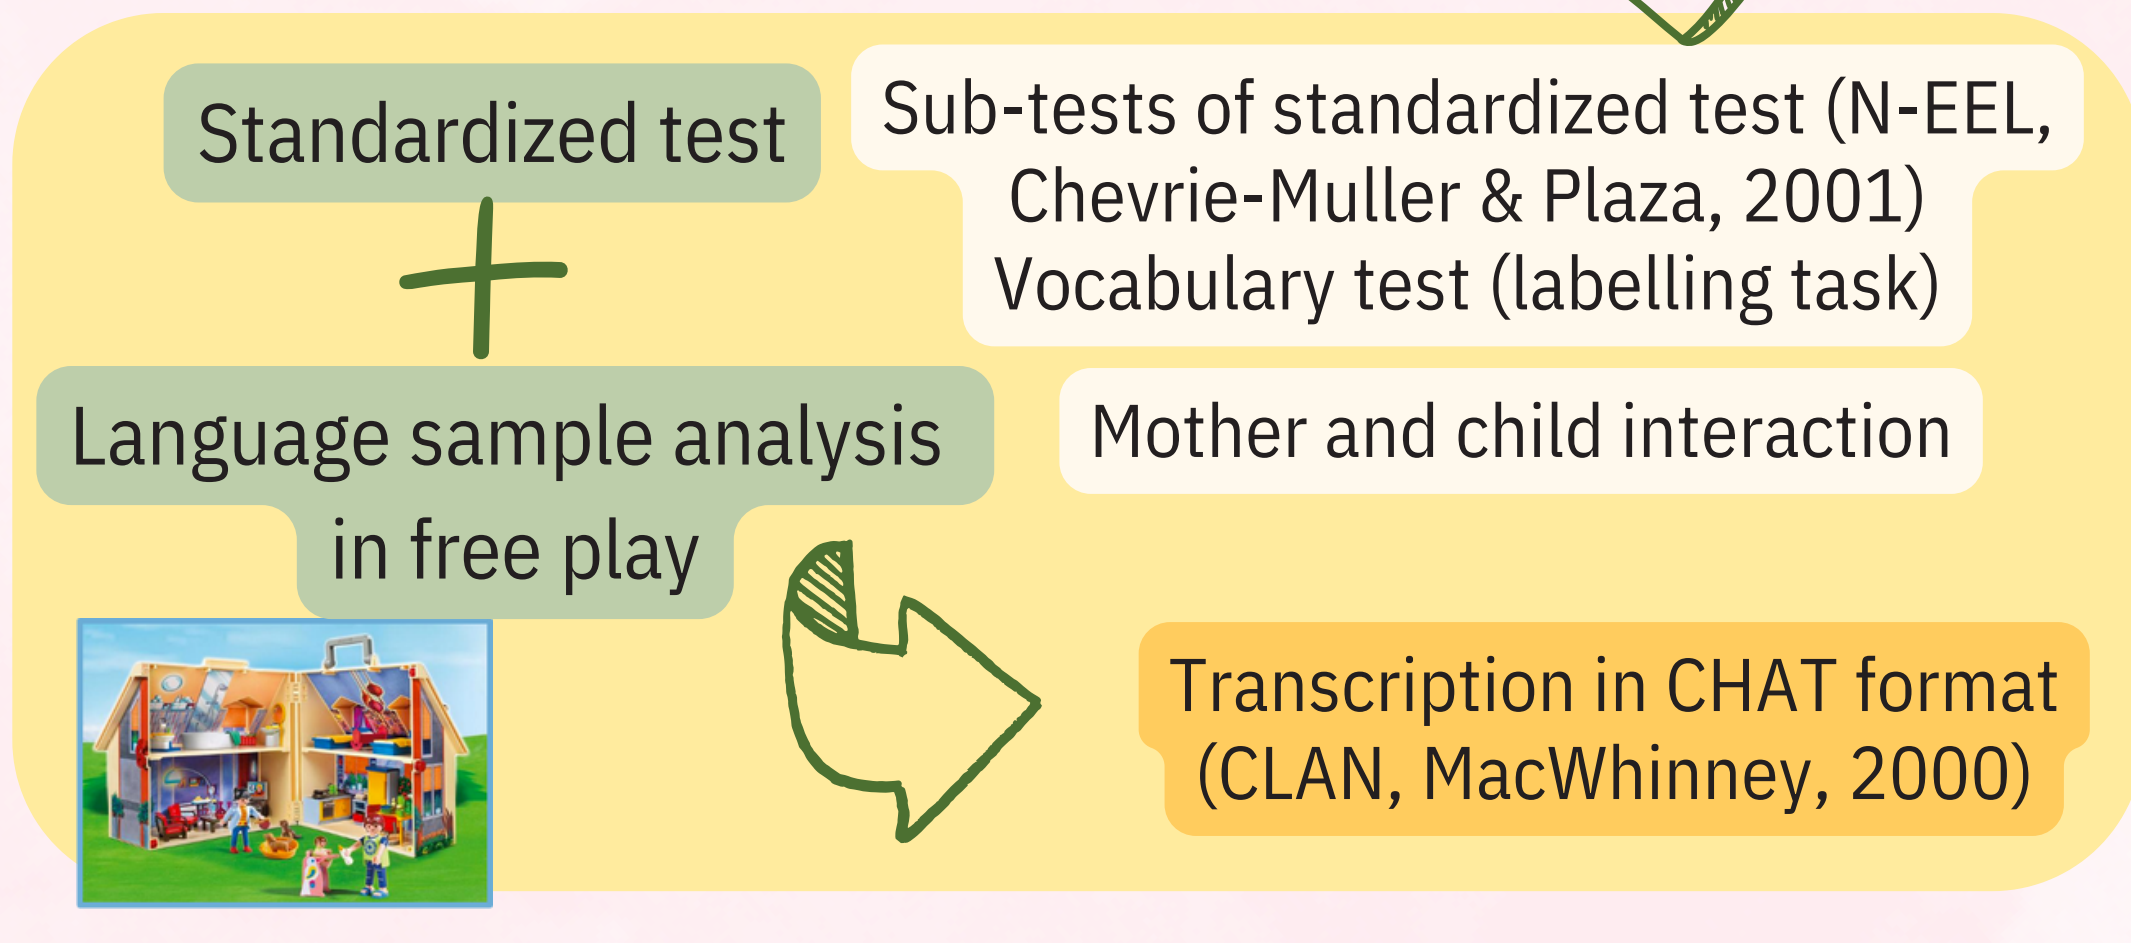 Standardized test
Sub-tests of standardized test (N-EEL,
Chevrie-Muller & Plaza, 2001)
Vocabulary test (labelling task)
Language sample analysis
in free play
Mother and child interaction
Transcription in CHAT format
(CLAN, MacWhinney, 2000)